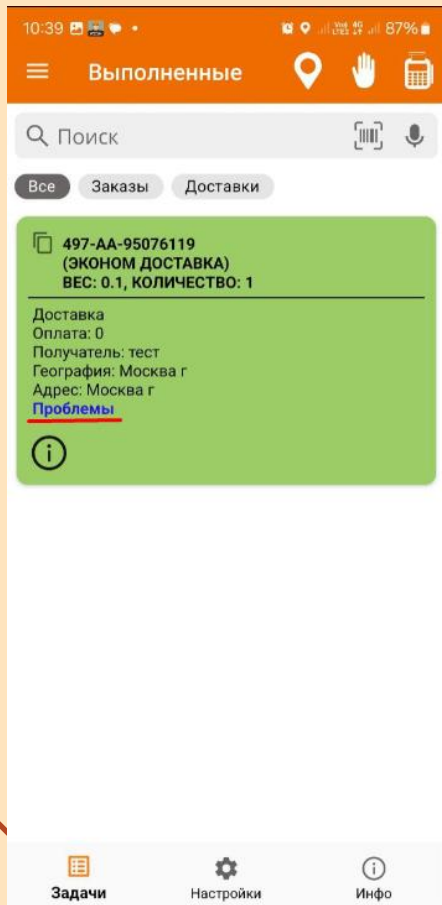 10:39 87%
Выполненные
Поиск
Все Заказы Доставки
497-АА-95076119
(ЭКОНОМ ДОСТАВКА)
ВЕС: 0.1, КОЛИЧЕСТВО: 1
Доставка
Оплата: 0
Получатель: тест
География: Москва г
Адрес: Москва г
Проблемы
Задачи Настройки Инфо